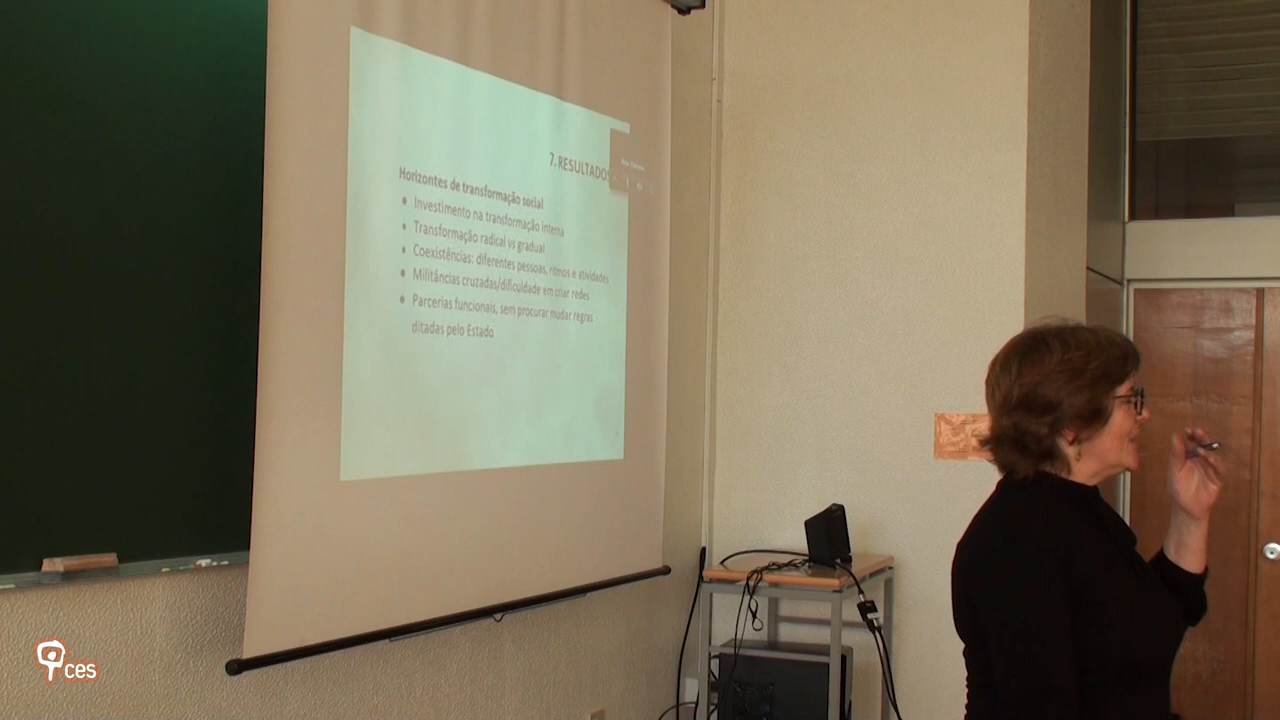 7. RESULTADOS
Horizontes de transformação social
• Investimento na transformação interna
• Transformação radical vs gradual
• Coexistências: diferentes pessoas, ritmos e atividades
• Militâncias cruzadas/dificuldade em criar redes
• Parcerias funcionais, sem procurar mudar regras
ditadas pelo Estado
ces